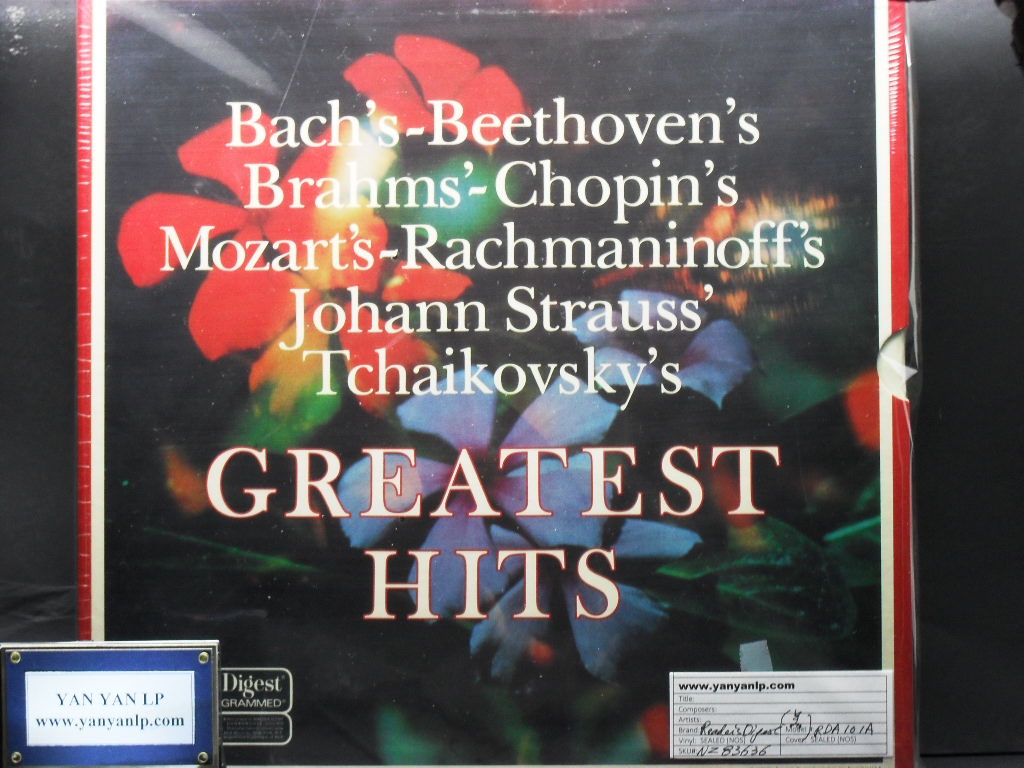 Bach's-Beethoven's
Brahms'-Chopin's
Mozart's-Rachmaninoff's
Johann Strauss'
Tchaikovsky's
GREATEST
HITS
YAN YAN LP
www.yanyanlp.com
Digest
GRAMMED
www.yanyanlp.com
Title:
Composers:
Artists:
Brand: Reader's Digest Model RDA 101A
Vinyl: SEALED (NOS) Cover: SEALED (NOS)
SKU# NZ83636